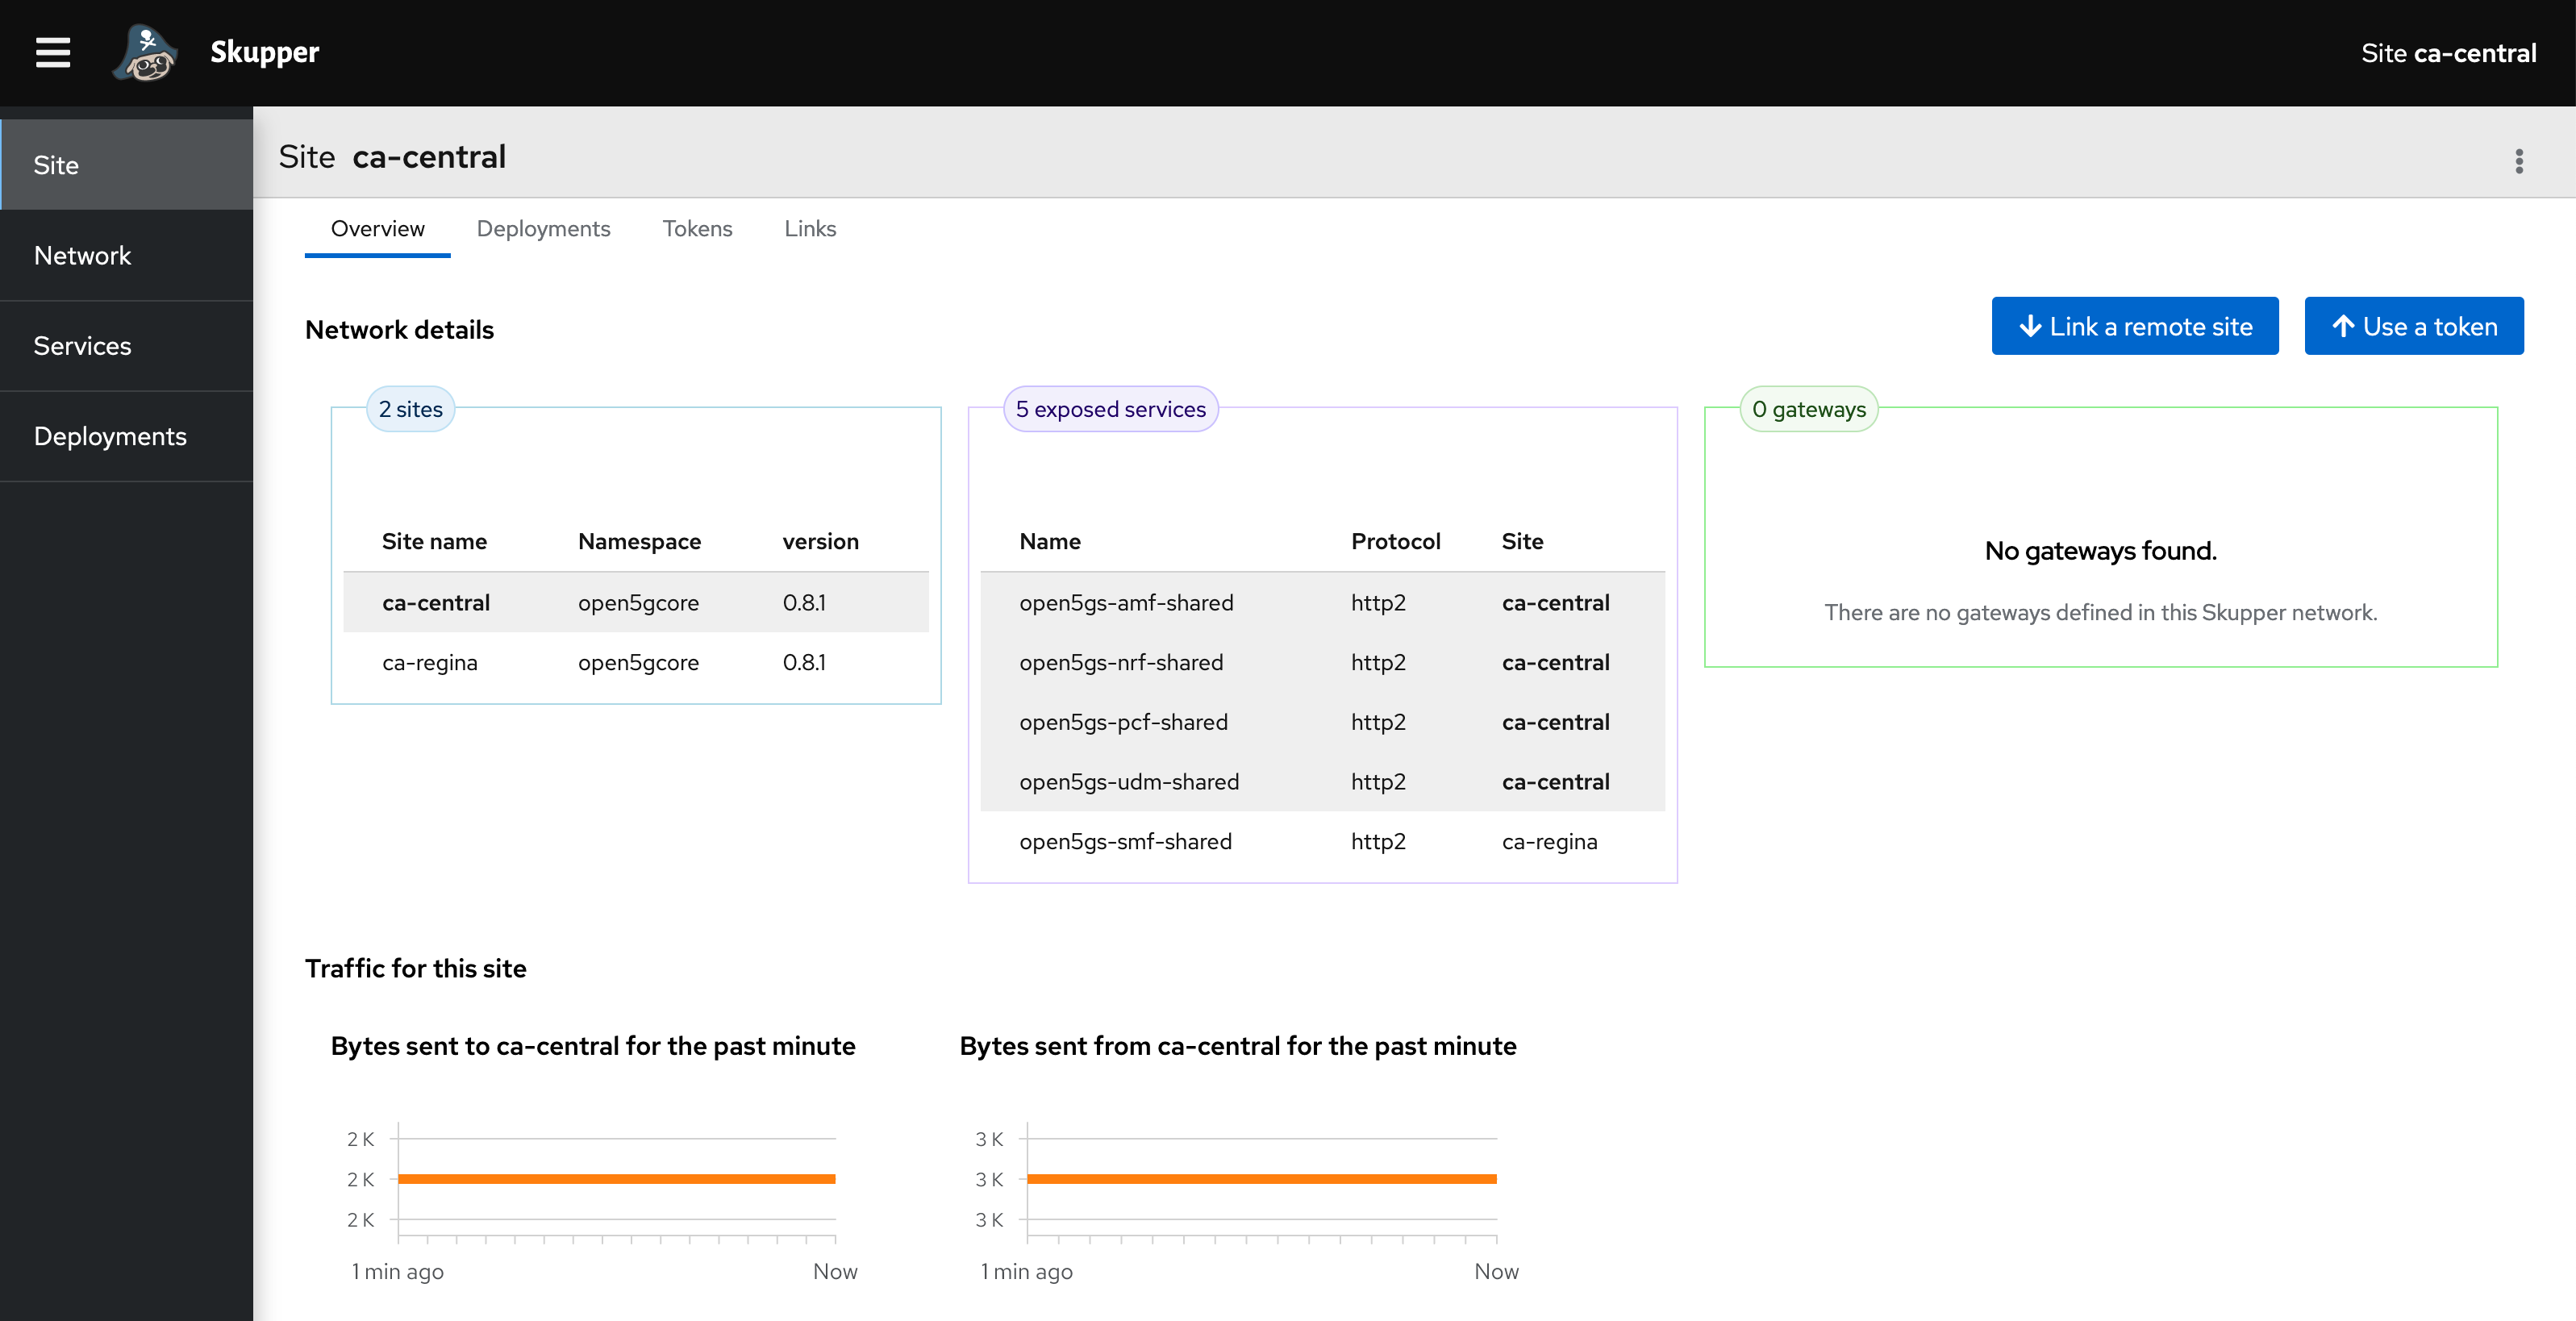 Skupper
Site ca-central
Site
Network
Services
Deployments
Site ca-central
Overview Deployments Tokens Links
Network details
Link a remote site
Use a token
2 sites
Site name Namespace version
ca-central open5gcore 0.8.1
ca-regina open5gcore 0.8.1
5 exposed services
Name Protocol Site
open5gs-amf-shared http2 ca-central
open5gs-nrf-shared http2 ca-central
open5gs-pcf-shared http2 ca-central
open5gs-udm-shared http2 ca-central
open5gs-smf-shared http2 ca-regina
0 gateways
No gateways found.
There are no gateways defined in this Skupper network.
Traffic for this site
Bytes sent to ca-central for the past minute
2 K
2 K
2 K
1 min ago Now
Bytes sent from ca-central for the past minute
3 K
3 K
3 K
1 min ago Now